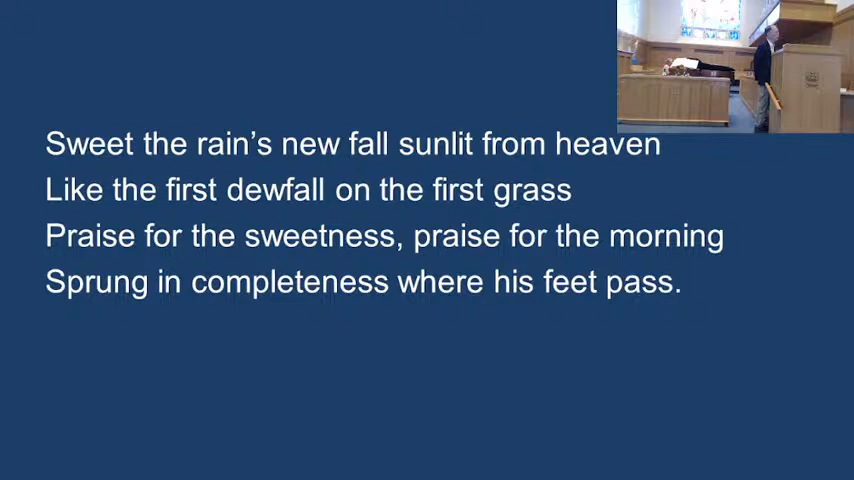 Sweet the rain’s new fall sunlit from heaven
Like the first dewfall on the first grass
Praise for the sweetness, praise for the morning
Sprung in completeness where his feet pass.